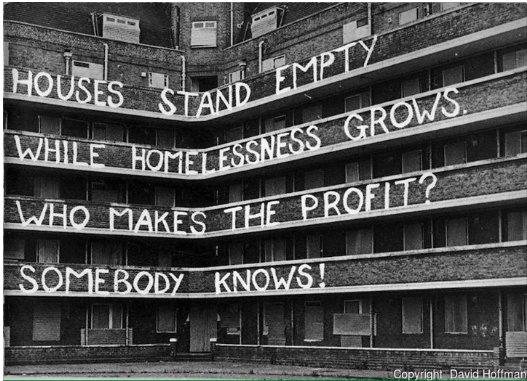 HOUSES STAND EMPTY
WHILE HOMELESSNESS GROWS.
WHO MAKES THE PROFIT?
SOMEBODY KNOWS!
Copyright David Hoffman